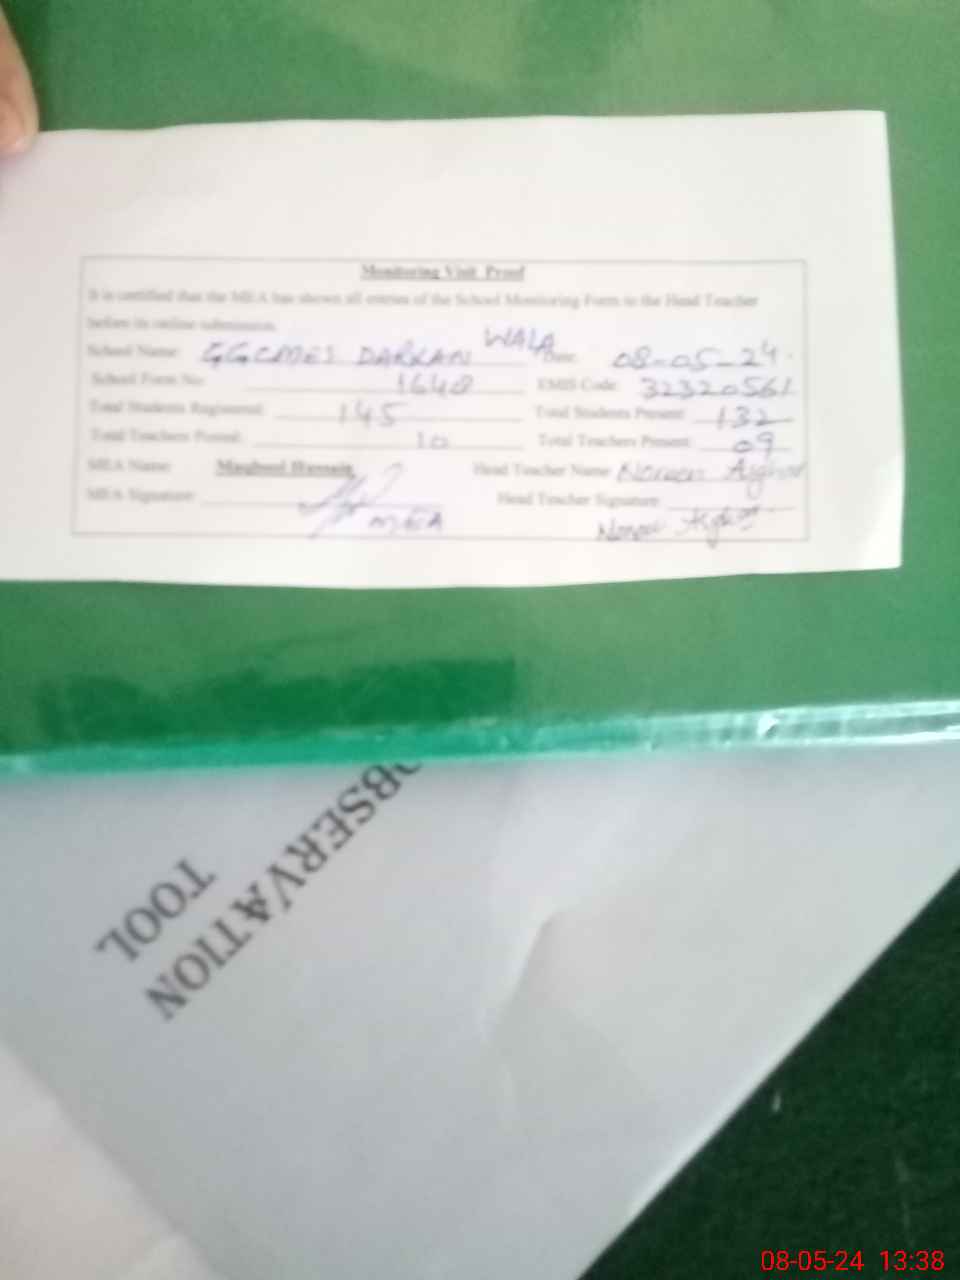 Monitoring Visit Proof
It is certified that the MEA has shown all entries of the School Monitoring Form to the Head Teacher
before its online submission.
School Name: GGCMES DARKAN WALA Date: 08-05-24
School Form No: 1648 EMIS Code: 32320561
Total Students Registered: 145 Total Students Present: 132
Total Teachers Posted: 10 Total Teachers Present: 09
MEA Name: Maqbool Hussain Head Teacher Name:
MEA Signature: MEA Head Teacher Signature:
OBSERVATION
TOOL
08-05-24 13:38